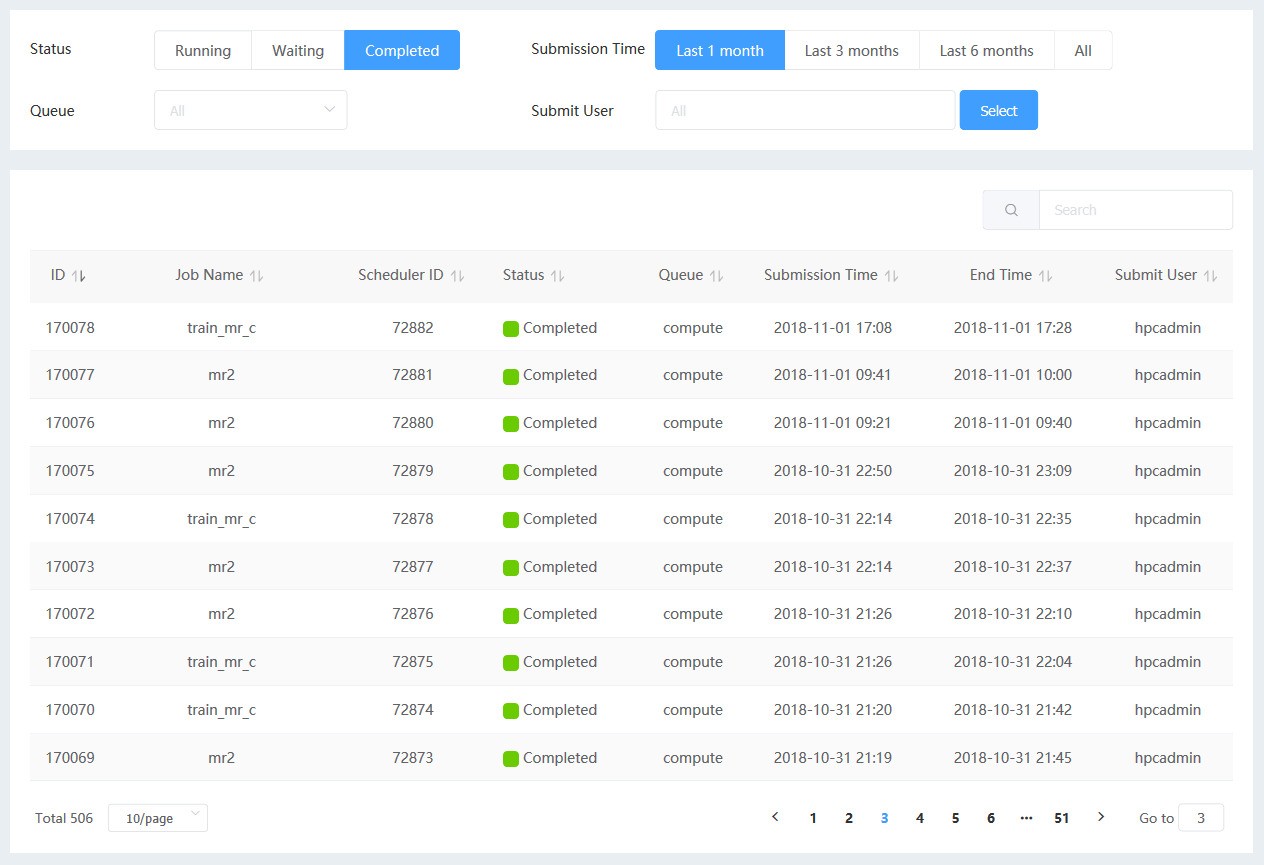 Status Running Waiting Completed Submission Time Last 1 month Last 3 months Last 6 months All
Queue All Submit User All Select
Search
ID Job Name Scheduler ID Status Queue Submission Time End Time Submit User
170078 train_mr_c 72882 Completed compute 2018-11-01 17:08 2018-11-01 17:28 hpcadmin
170077 mr2 72881 Completed compute 2018-11-01 09:41 2018-11-01 10:00 hpcadmin
170076 mr2 72880 Completed compute 2018-11-01 09:21 2018-11-01 09:40 hpcadmin
170075 mr2 72879 Completed compute 2018-10-31 22:50 2018-10-31 23:09 hpcadmin
170074 train_mr_c 72878 Completed compute 2018-10-31 22:14 2018-10-31 22:35 hpcadmin
170073 mr2 72877 Completed compute 2018-10-31 22:14 2018-10-31 22:37 hpcadmin
170072 mr2 72876 Completed compute 2018-10-31 21:26 2018-10-31 22:10 hpcadmin
170071 train_mr_c 72875 Completed compute 2018-10-31 21:26 2018-10-31 22:04 hpcadmin
170070 train_mr_c 72874 Completed compute 2018-10-31 21:20 2018-10-31 21:42 hpcadmin
170069 mr2 72873 Completed compute 2018-10-31 21:19 2018-10-31 21:45 hpcadmin
Total 506 10/page 1 2 3 4 5 6 ··· 51 Go to 3